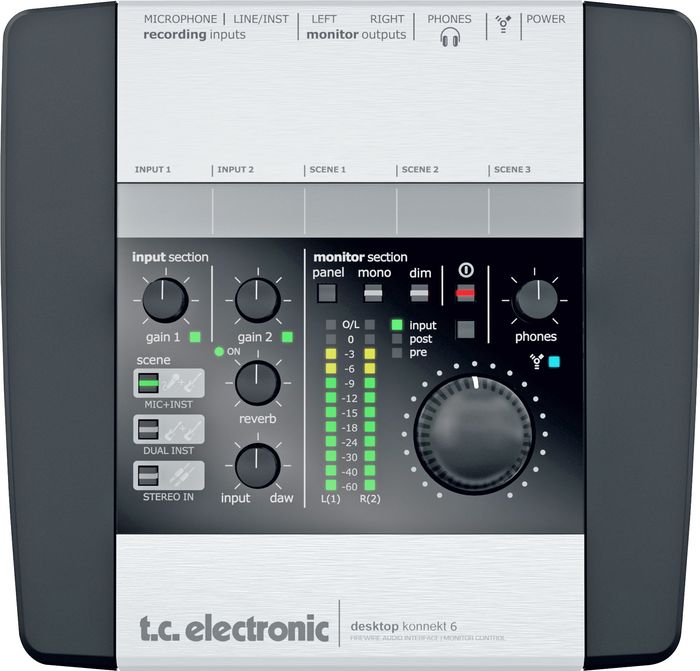 MICROPHONE LINE/INST LEFT RIGHT PHONES POWER
recording inputs monitor outputs
INPUT 1 INPUT 2 SCENE 1 SCENE 2 SCENE 3
input section
monitor section
panel mono dim
gain 1 gain 2
phones
O/L input
0 post
-3 pre
-6
-9
-12
-15
-18
-24
-30
-40
-60
L(1) R(2)
ON
scene
MIC+INST
reverb
DUAL INST
STEREO IN
input daw
t.c. electronic
desktop konnekt 6
FIREWIRE AUDIO INTERFACE | MONITOR CONTROL